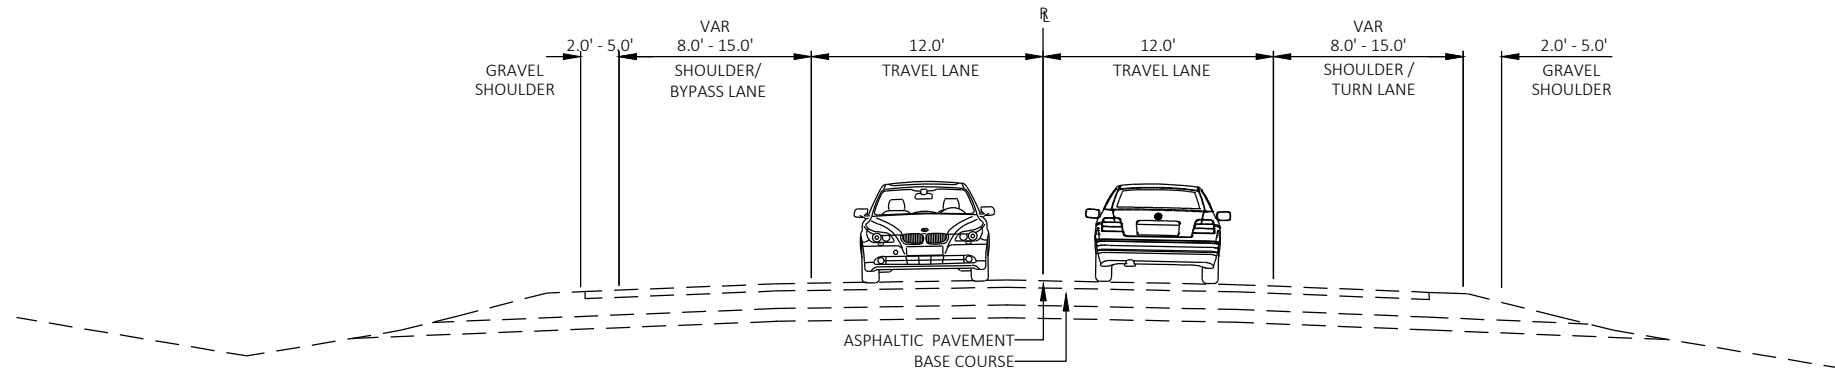 VAR
8.0' - 15.0'
SHOULDER/
BYPASS LANE
2.0' - 5.0'
GRAVEL
SHOULDER
12.0'
TRAVEL LANE
RL
12.0'
TRAVEL LANE
VAR
8.0' - 15.0'
SHOULDER /
TURN LANE
2.0' - 5.0'
GRAVEL
SHOULDER
ASPHALTIC PAVEMENT
BASE COURSE